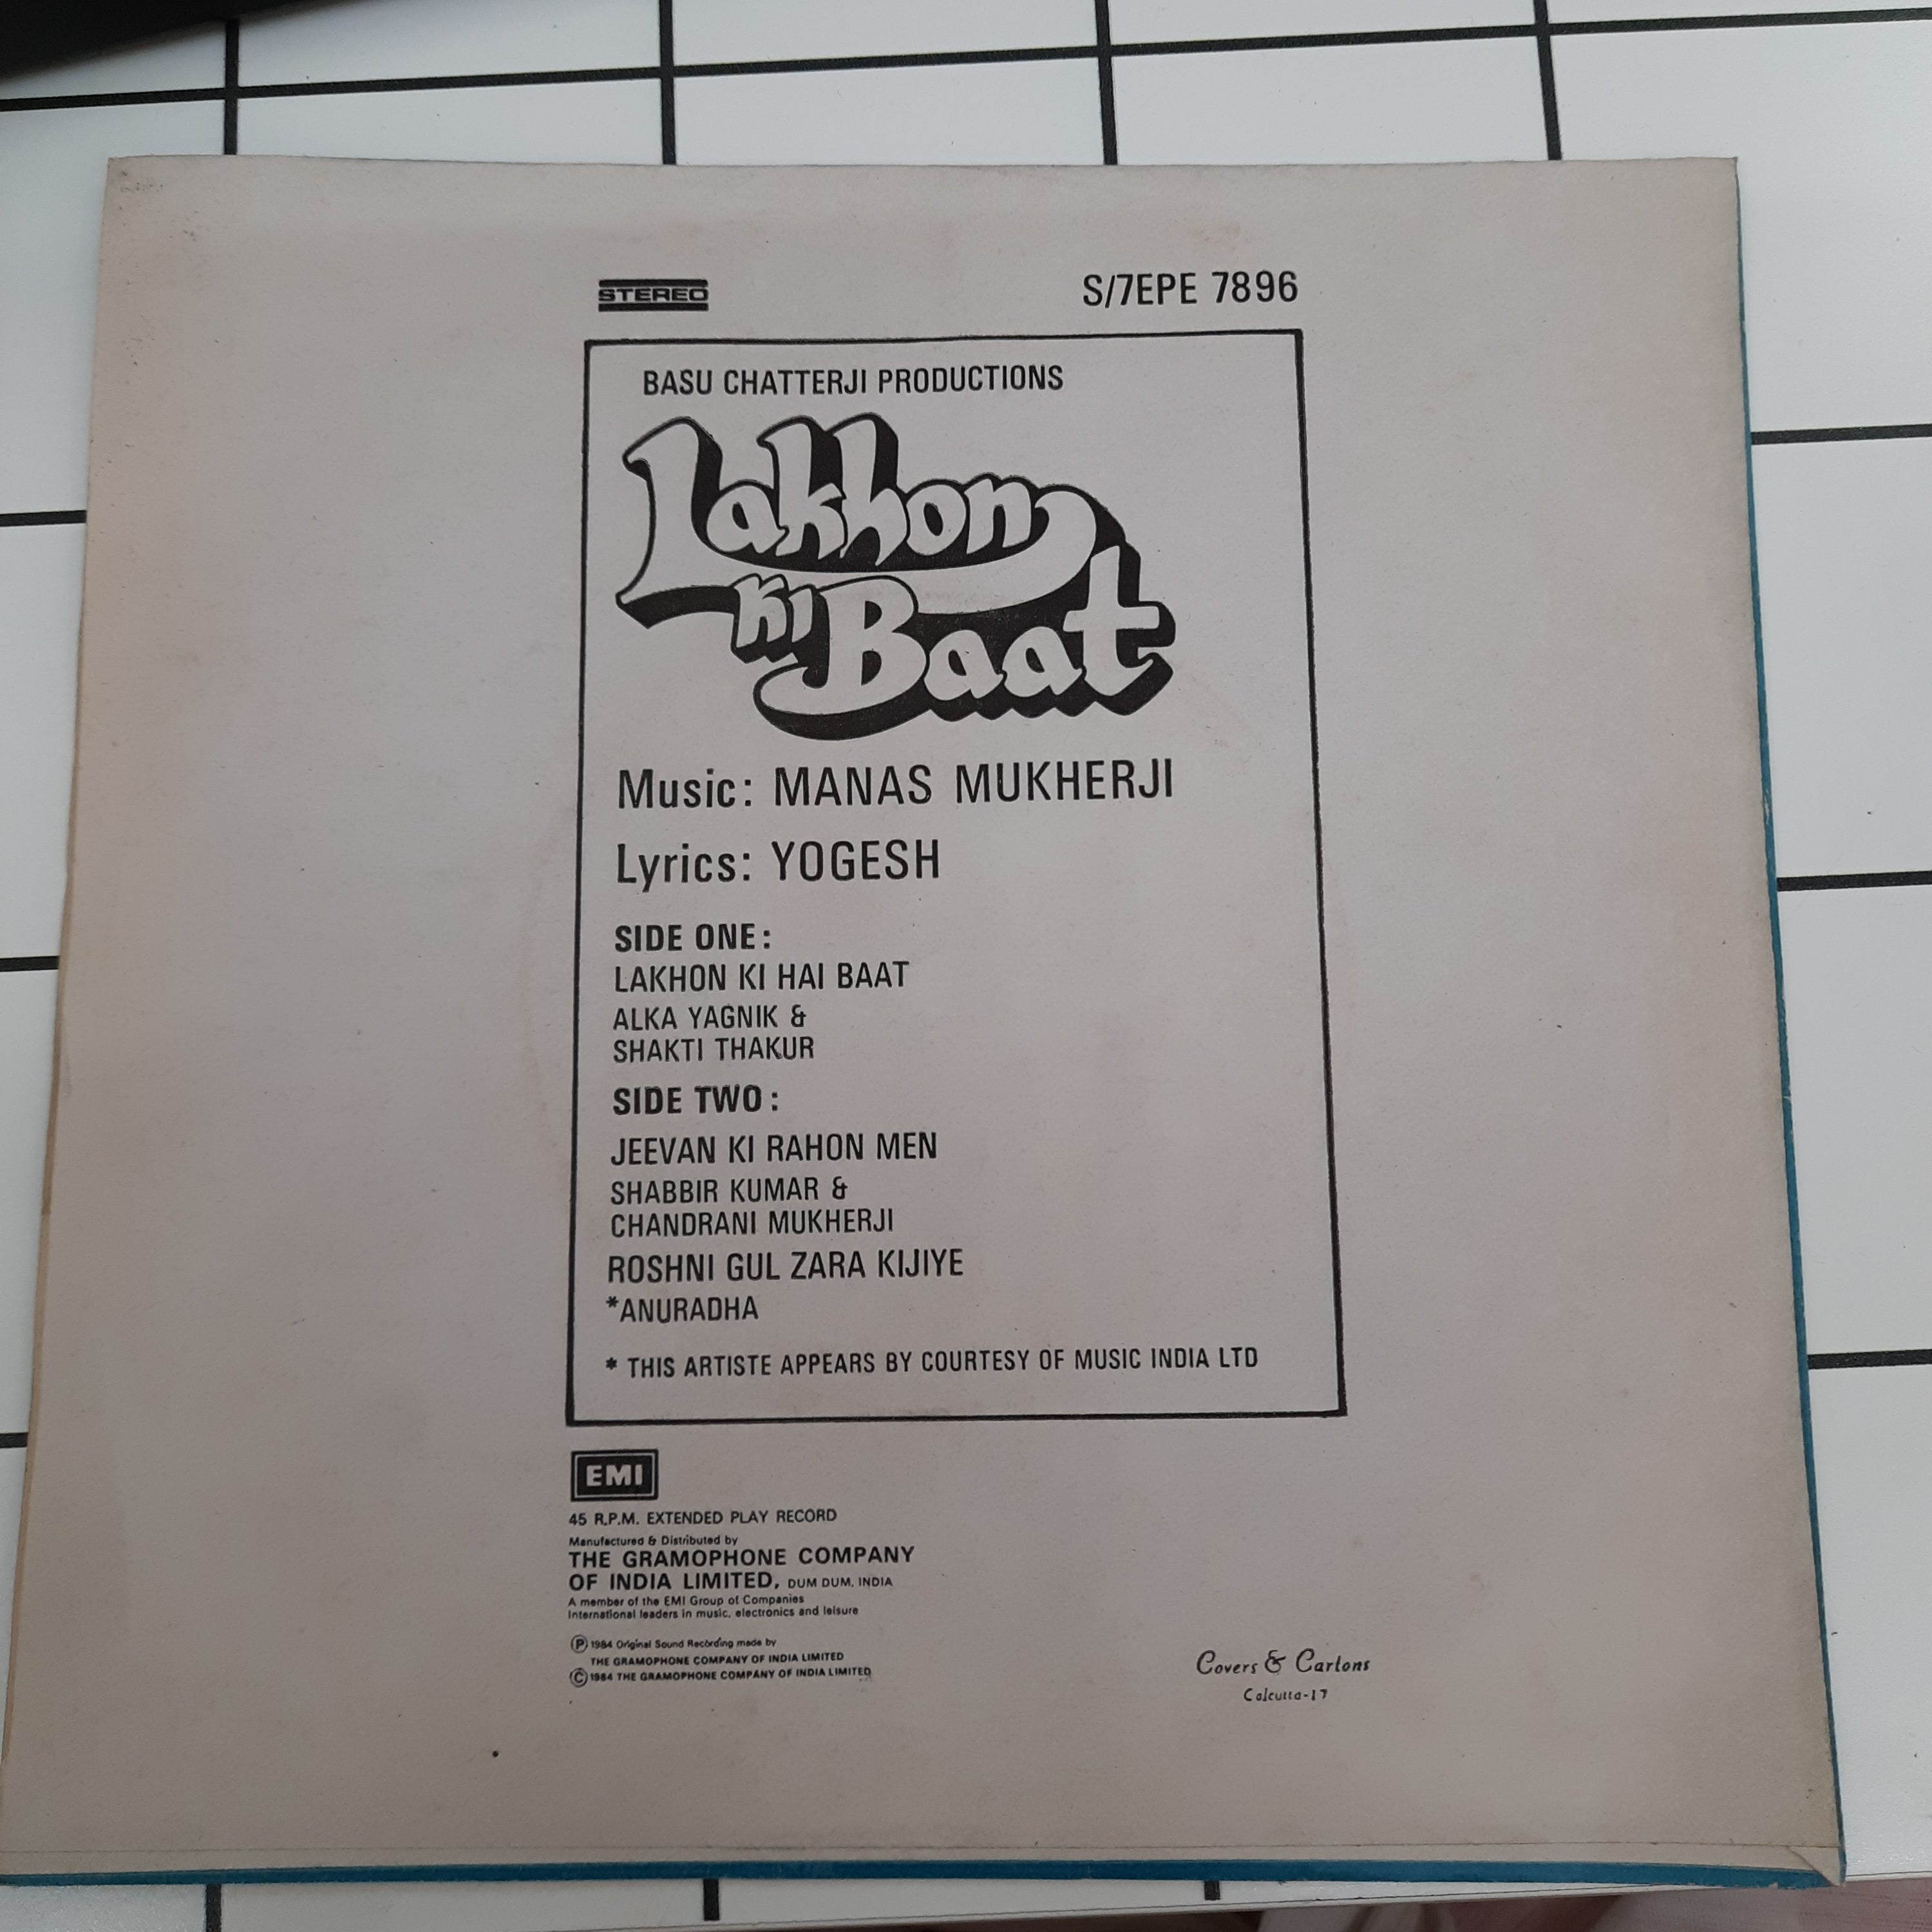 STEREO
S/7EPE 7896
BASU CHATTERJI PRODUCTIONS
Lakhon
Ki Baat
Music: MANAS MUKHERJI
Lyrics: YOGESH
SIDE ONE:
LAKHON KI HAI BAAT
ALKA YAGNIK &
SHAKTI THAKUR
SIDE TWO:
JEEVAN KI RAHON MEN
SHABBIR KUMAR &
CHANDRANI MUKHERJI
ROSHNI GUL ZARA KIJIYE
*ANURADHA
* THIS ARTISTE APPEARS BY COURTESY OF MUSIC INDIA LTD
EMI
45 R.P.M. EXTENDED PLAY RECORD
Manufactured & Distributed by
THE GRAMOPHONE COMPANY
OF INDIA LIMITED, DUM DUM, INDIA
A member of the EMI Group of Companies
International leaders in music, electronics and leisure
Ⓟ 1984 Original Sound Recording made by
THE GRAMOPHONE COMPANY OF INDIA LIMITED
© 1984 THE GRAMOPHONE COMPANY OF INDIA LIMITED
Covers & Cartons
Calcutta-17